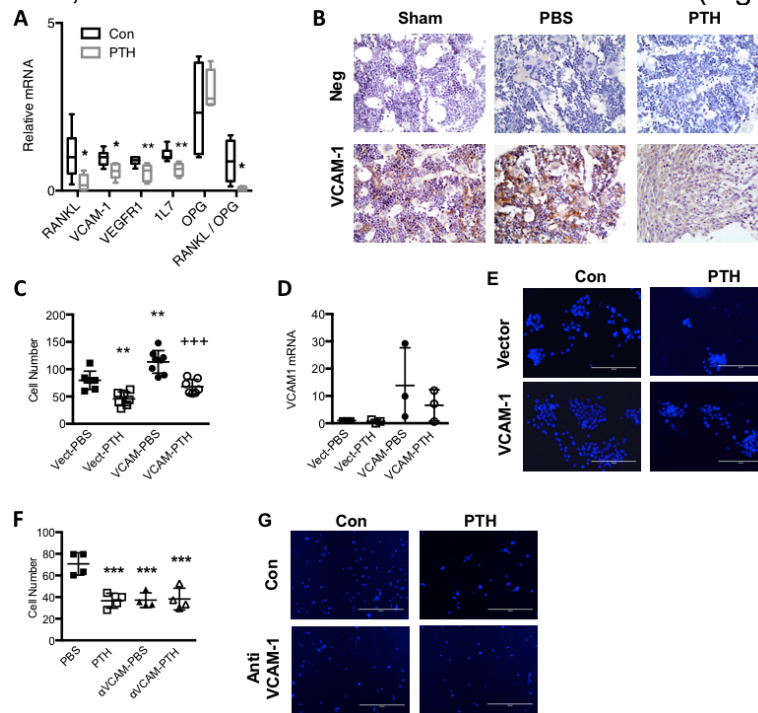 A
Con
PTH
Relative mRNA
5
0
* * ** ** *
RANKL
VCAM-1
VEGFR1
1L7
OPG
RANKL / OPG
B
Sham PBS PTH
Neg
VCAM-1
C
Cell Number
200
150
100
50
0
** ** +++
Vect-PBS
Vect-PTH
VCAM-PBS
VCAM-PTH
D
VCAM1 mRNA
40
30
20
10
0
Vect-PBS
Vect-PTH
VCAM-PBS
VCAM-PTH
E
Con PTH
Vector
VCAM-1
F
Cell Number
100
80
60
40
20
0
*** *** ***
PBS
PTH
αVCAM-PBS
αVCAM-PTH
G
Con PTH
Con
Anti
VCAM-1